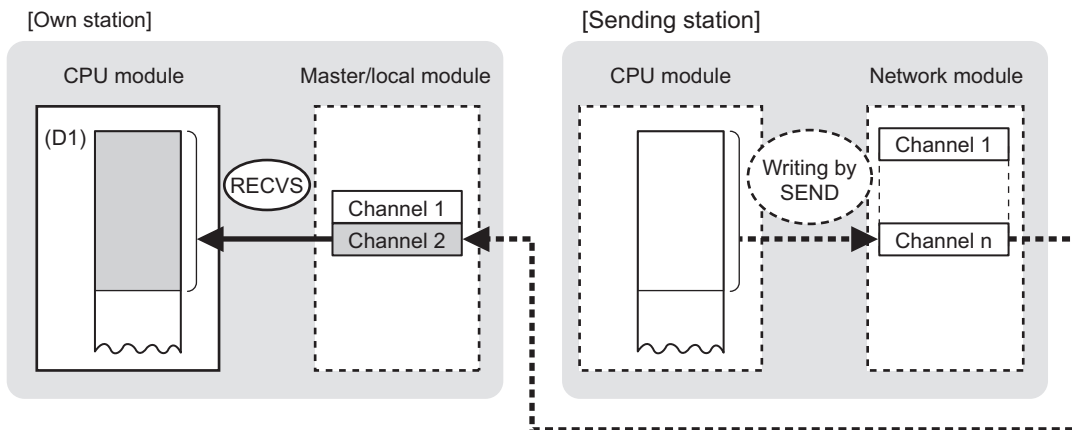 [Own station]
CPU module
Master/local module
(D1)
RECVS
Channel 1
Channel 2
[Sending station]
CPU module
Network module
Writing by
SEND
Channel 1
Channel n